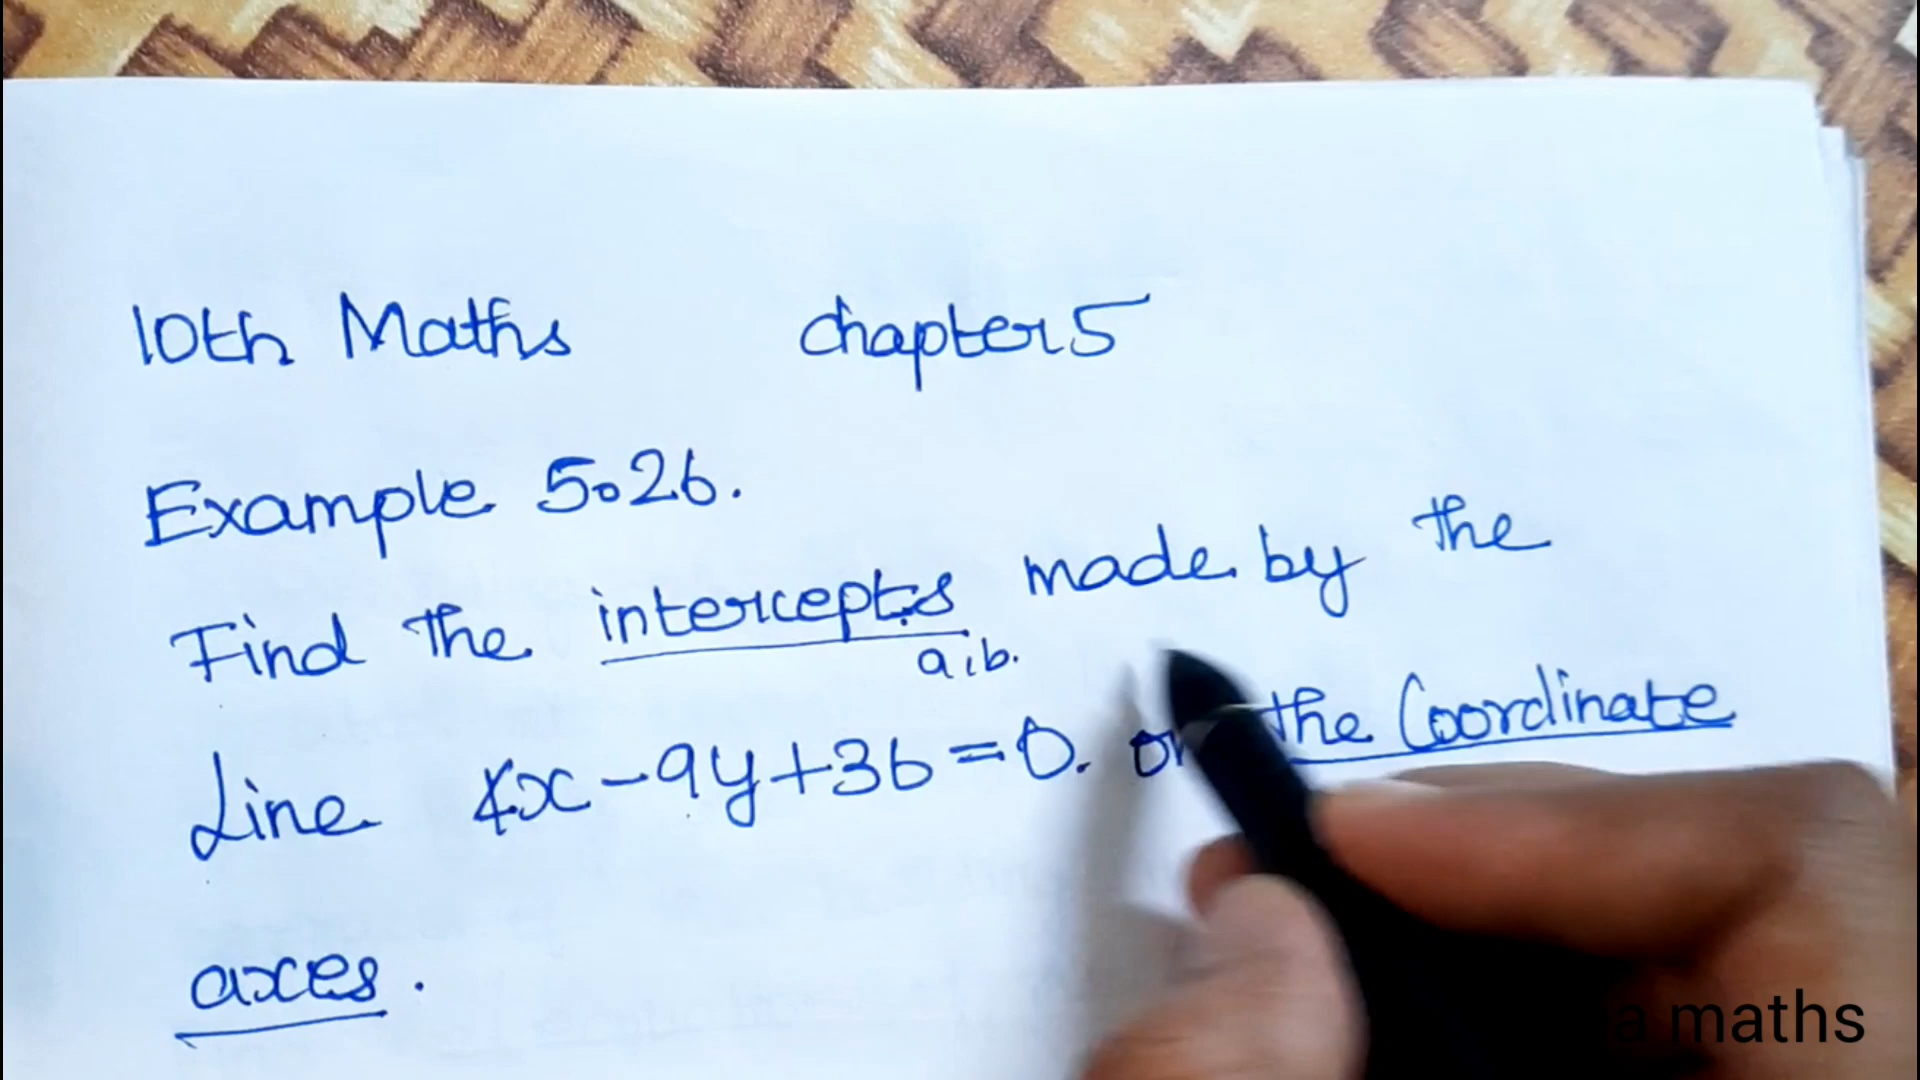 10th Maths chapter 5
Example 5.26.
Find the intercepts made by the
a,b.
Line 4x-9y+36=0. the Coordinate
axes.
a maths